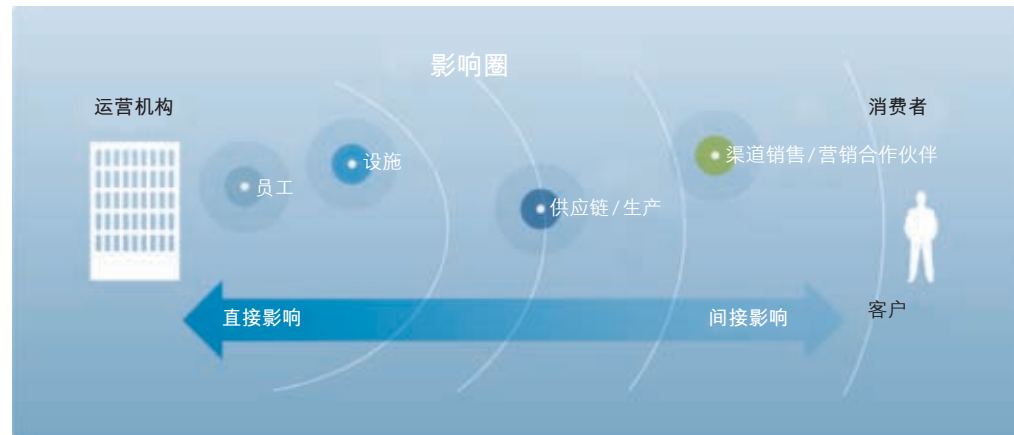 影响圈
运营机构
消费者
设施
渠道销售/营销合作伙伴
员工
供应链/生产
直接影响
间接影响
客户